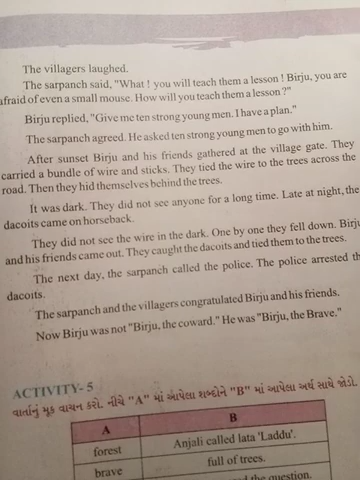 The villagers laughed.
The sarpanch said, "What ! you will teach them a lesson ! Birju, you are
afraid of even a small mouse. How will you teach them a lesson ?"
Birju replied, "Give me ten strong young men. I have a plan."
The sarpanch agreed. He asked ten strong young men to go with him.
After sunset Birju and his friends gathered at the village gate. They
carried a bundle of wire and sticks. They tied the wire to the trees across the
road. Then they hid themselves behind the trees.
It was dark. They did not see anyone for a long time. Late at night, the
dacoits came on horseback.
They did not see the wire in the dark. One by one they fell down. Birju
and his friends came out. They caught the dacoits and tied them to the trees.
The next day, the sarpanch called the police. The police arrested th
dacoits.
The sarpanch and the villagers congratulated Birju and his friends.
Now Birju was not "Birju, the coward." He was "Birju, the Brave,"
ACTIVITY- 5
વાર્તાનું મૂક વાચન કરો. નીચે "A" માં આપેલા શબ્દોને "B" માં આપેલા અર્થ સાથે જોડો.
A B
forest Anjali called lata 'Laddu'.
brave full of trees.
the question.